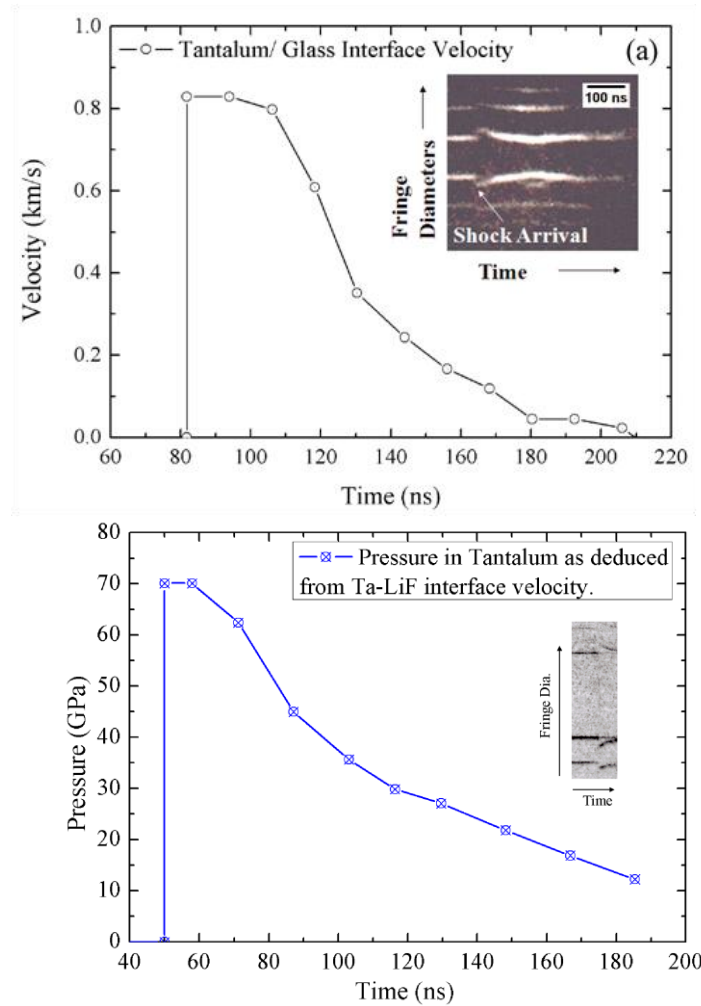 1.0
Tantalum/ Glass Interface Velocity
(a)
100 ns
0.8
0.6
0.4
0.2
0.0
Velocity (km/s)
Fringe
Diameters
Shock Arrival
Time
60 80 100 120 140 160 180 200 220
Time (ns)
80
Pressure in Tantalum as deduced
from Ta-LiF interface velocity.
70
60
50
40
30
20
10
0
Pressure (GPa)
Fringe Dia.
Time
40 60 80 100 120 140 160 180 200
Time (ns)